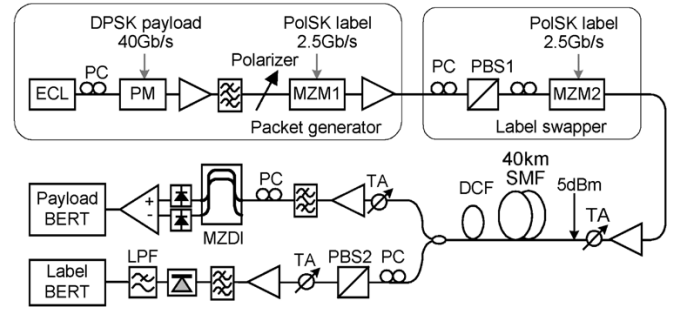 DPSK payload
40Gb/s
PolSK label
2.5Gb/s
PolSK label
2.5Gb/s
PC
Polarizer
PC
PBS1
ECL
PM
MZM1
MZM2
Packet generator
Label swapper
40km
SMF
DCF
5dBm
TA
PC
TA
Payload
BERT
+
-
MZDI
LPF
TA
PBS2
PC
Label
BERT